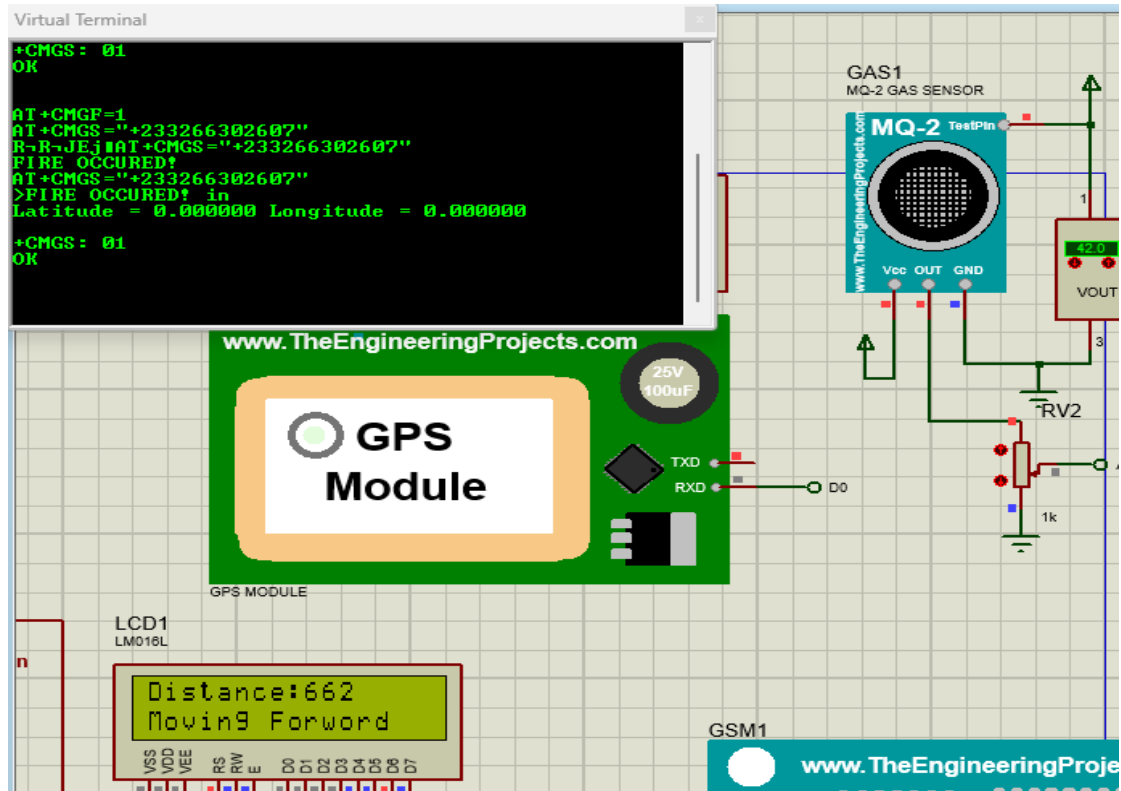 Virtual Terminal
+CMGS: 01
OK
AT+CMGF=1
AT+CMGS="+233266302607"
R¬R¬JEj∎AT+CMGS="+233266302607"
FIRE OCCURED!
AT+CMGS="+233266302607"
>FIRE OCCURED! in
Latitude = 0.000000 Longitude = 0.000000
+CMGS: 01
OK
GAS1
MQ-2 GAS SENSOR
MQ-2 TestPin
www.TheEngineeringProjects.com
Vcc OUT GND
1
42.0
VOUT
3
RV2
1k
www.TheEngineeringProjects.com
25V
100uF
GPS
Module
TXD
RXD
D0
GPS MODULE
LCD1
LM016L
n
Distance:662
Moving Forword
VSS
VDD
VEE
RS
RW
E
D0
D1
D2
D3
D4
D5
D6
D7
GSM1
www.TheEngineeringProje